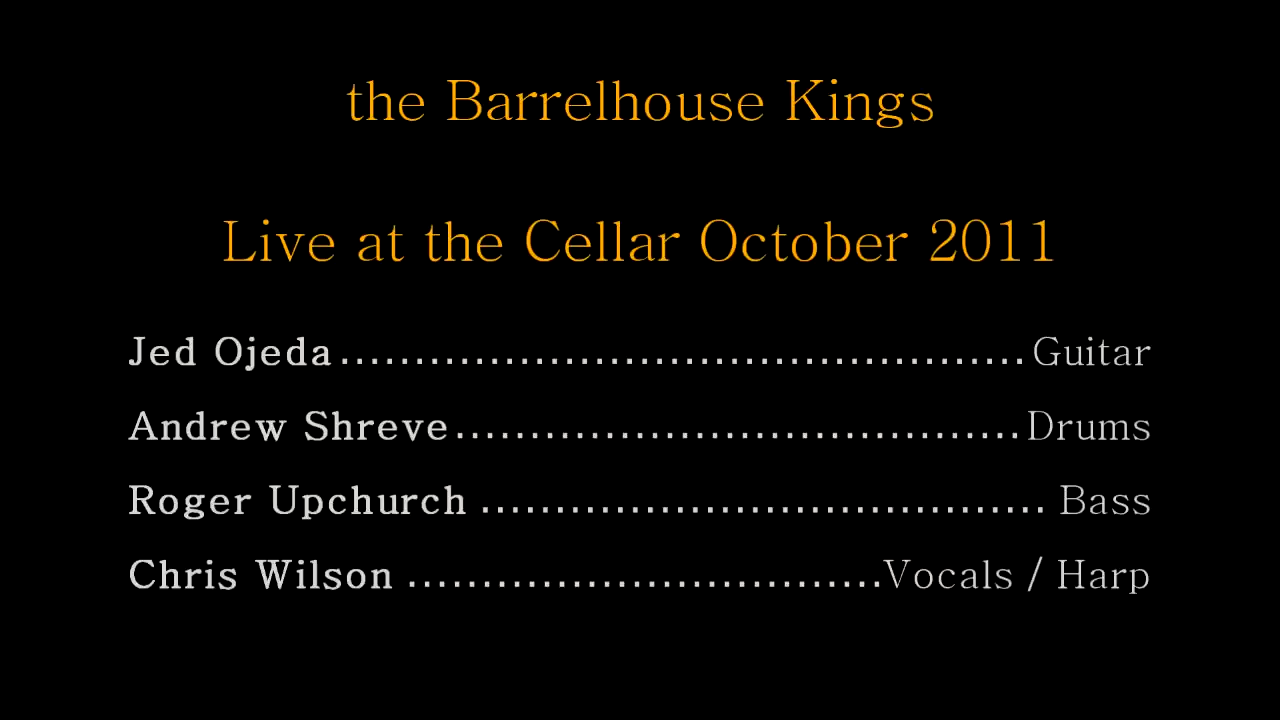 the Barrelhouse Kings
Live at the Cellar October 2011
Jed Ojeda..........................................Guitar
Andrew Shreve...................................Drums
Roger Upchurch ................................... Bass
Chris Wilson .............................Vocals / Harp